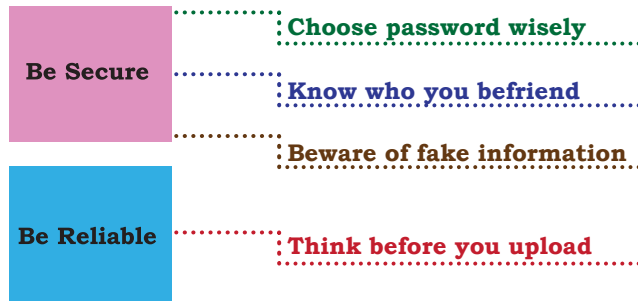 Be Secure
Choose password wisely
Know who you befriend
Beware of fake information
Be Reliable
Think before you upload